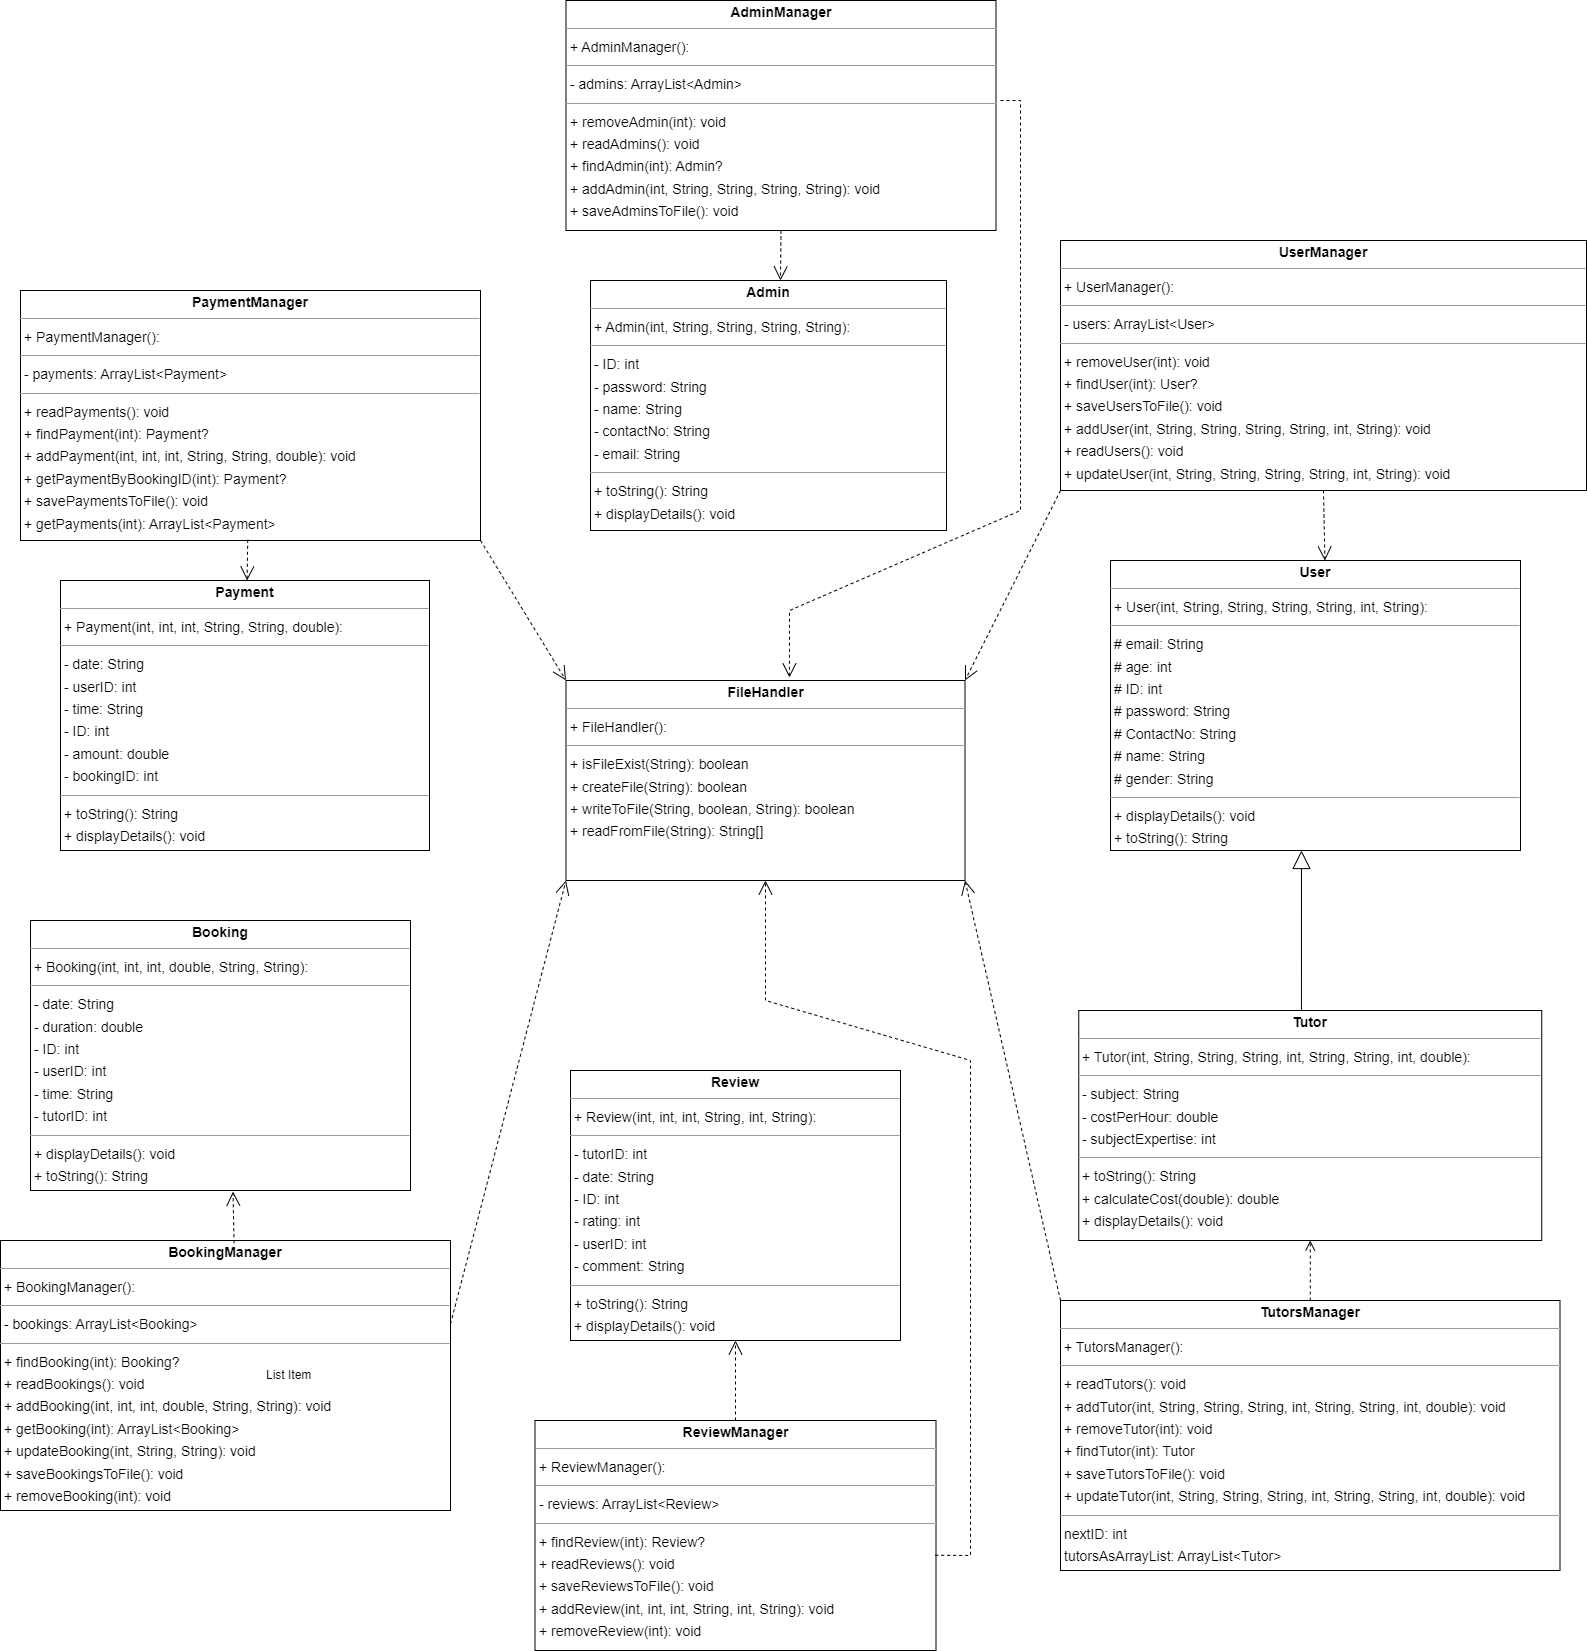 AdminManager
+ AdminManager():
- admins: ArrayList<Admin>
+ removeAdmin(int): void
+ readAdmins(): void
+ findAdmin(int): Admin?
+ addAdmin(int, String, String, String, String): void
+ saveAdminsToFile(): void
UserManager
+ UserManager():
- users: ArrayList<User>
+ removeUser(int): void
+ findUser(int): User?
+ saveUsersToFile(): void
+ addUser(int, String, String, String, String, int, String): void
+ readUsers(): void
+ updateUser(int, String, String, String, String, int, String): void
Admin
+ Admin(int, String, String, String, String):
- ID: int
- password: String
- name: String
- contactNo: String
- email: String
+ toString(): String
+ displayDetails(): void
PaymentManager
+ PaymentManager():
- payments: ArrayList<Payment>
+ readPayments(): void
+ findPayment(int): Payment?
+ addPayment(int, int, int, String, String, double): void
+ getPaymentByBookingID(int): Payment?
+ savePaymentsToFile(): void
+ getPayments(int): ArrayList<Payment>
Payment
+ Payment(int, int, int, String, String, double):
- date: String
- userID: int
- time: String
- ID: int
- amount: double
- bookingID: int
+ toString(): String
+ displayDetails(): void
User
+ User(int, String, String, String, String, int, String):
# email: String
# age: int
# ID: int
# password: String
# ContactNo: String
# name: String
# gender: String
+ displayDetails(): void
+ toString(): String
FileHandler
+ FileHandler():
+ isFileExist(String): boolean
+ createFile(String): boolean
+ writeToFile(String, boolean, String): boolean
+ readFromFile(String): String[]
Booking
+ Booking(int, int, int, double, String, String):
- date: String
- duration: double
- ID: int
- userID: int
- time: String
- tutorID: int
+ displayDetails(): void
+ toString(): String
Tutor
+ Tutor(int, String, String, String, int, String, String, int, double):
- subject: String
- costPerHour: double
- subjectExpertise: int
+ toString(): String
+ calculateCost(double): double
+ displayDetails(): void
Review
+ Review(int, int, int, String, int, String):
- tutorID: int
- date: String
- ID: int
- rating: int
- userID: int
- comment: String
+ toString(): String
+ displayDetails(): void
BookingManager
+ BookingManager():
- bookings: ArrayList<Booking>
+ findBooking(int): Booking?
List Item
+ readBookings(): void
+ addBooking(int, int, int, double, String, String): void
+ getBooking(int): ArrayList<Booking>
+ updateBooking(int, String, String): void
+ saveBookingsToFile(): void
+ removeBooking(int): void
TutorsManager
+ TutorsManager():
+ readTutors(): void
+ addTutor(int, String, String, String, int, String, String, int, double): void
+ removeTutor(int): void
+ findTutor(int): Tutor
+ saveTutorsToFile(): void
+ updateTutor(int, String, String, String, int, String, String, int, double): void
nextID: int
tutorsAsArrayList: ArrayList<Tutor>
ReviewManager
+ ReviewManager():
- reviews: ArrayList<Review>
+ findReview(int): Review?
+ readReviews(): void
+ saveReviewsToFile(): void
+ addReview(int, int, int, String, int, String): void
+ removeReview(int): void